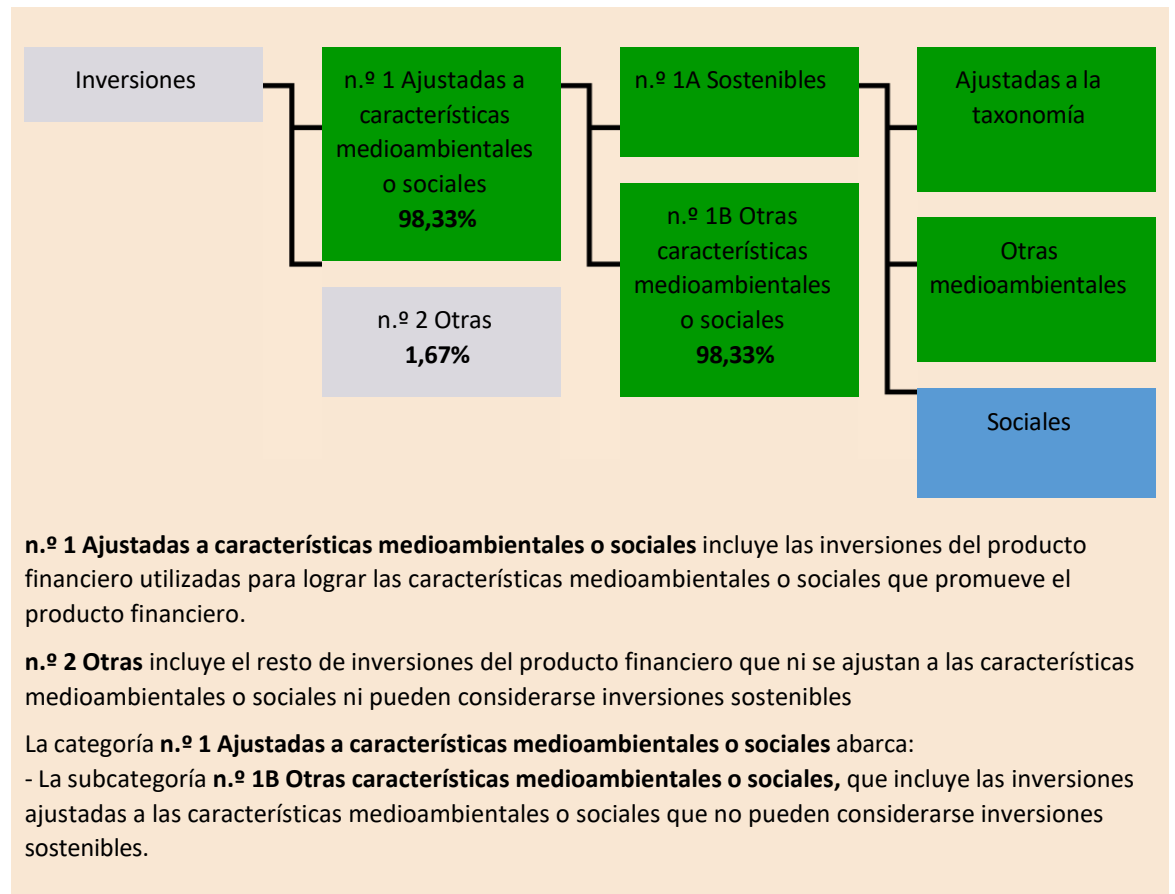 Inversiones
n.º 1 Ajustadas a
características
medioambientales
o sociales
98,33%
n.º 2 Otras
1,67%
n.º 1A Sostenibles
n.º 1B Otras
características
medioambientales
o sociales
98,33%
Ajustadas a la
taxonomía
Otras
medioambientales
Sociales
n.º 1 Ajustadas a características medioambientales o sociales incluye las inversiones del producto
financiero utilizadas para lograr las características medioambientales o sociales que promueve el
producto financiero.
n.º 2 Otras incluye el resto de inversiones del producto financiero que ni se ajustan a las características
medioambientales o sociales ni pueden considerarse inversiones sostenibles
La categoría n.º 1 Ajustadas a características medioambientales o sociales abarca:
- La subcategoría n.º 1B Otras características medioambientales o sociales, que incluye las inversiones
ajustadas a las características medioambientales o sociales que no pueden considerarse inversiones
sostenibles.